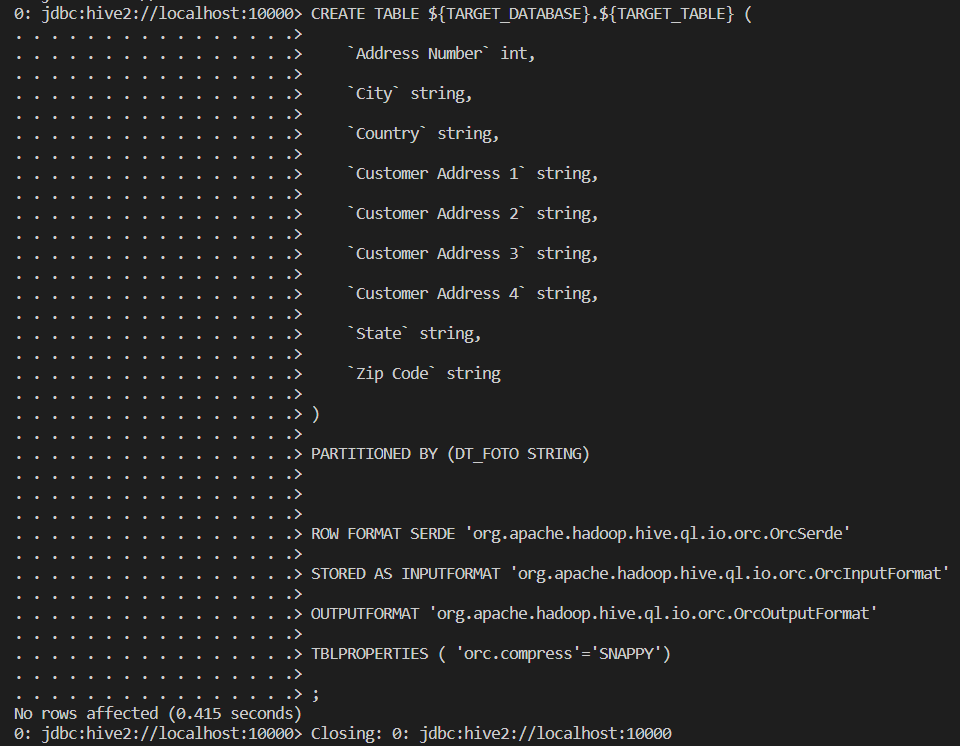 0: jdbc:hive2://localhost:10000> CREATE TABLE ${TARGET_DATABASE}.${TARGET_TABLE} (
. . . . . . . . . . . . . . . .>
. . . . . . . . . . . . . . . .>     `Address Number` int,
. . . . . . . . . . . . . . . .>
. . . . . . . . . . . . . . . .>     `City` string,
. . . . . . . . . . . . . . . .>
. . . . . . . . . . . . . . . .>     `Country` string,
. . . . . . . . . . . . . . . .>
. . . . . . . . . . . . . . . .>     `Customer Address 1` string,
. . . . . . . . . . . . . . . .>
. . . . . . . . . . . . . . . .>     `Customer Address 2` string,
. . . . . . . . . . . . . . . .>
. . . . . . . . . . . . . . . .>     `Customer Address 3` string,
. . . . . . . . . . . . . . . .>
. . . . . . . . . . . . . . . .>     `Customer Address 4` string,
. . . . . . . . . . . . . . . .>
. . . . . . . . . . . . . . . .>     `State` string,
. . . . . . . . . . . . . . . .>
. . . . . . . . . . . . . . . .>     `Zip Code` string
. . . . . . . . . . . . . . . .>
. . . . . . . . . . . . . . . .> )
. . . . . . . . . . . . . . . .>
. . . . . . . . . . . . . . . .> PARTITIONED BY (DT_FOTO STRING)
. . . . . . . . . . . . . . . .>
. . . . . . . . . . . . . . . .>
. . . . . . . . . . . . . . . .>
. . . . . . . . . . . . . . . .> ROW FORMAT SERDE 'org.apache.hadoop.hive.ql.io.orc.OrcSerde'
. . . . . . . . . . . . . . . .>
. . . . . . . . . . . . . . . .> STORED AS INPUTFORMAT 'org.apache.hadoop.hive.ql.io.orc.OrcInputFormat'
. . . . . . . . . . . . . . . .>
. . . . . . . . . . . . . . . .> OUTPUTFORMAT 'org.apache.hadoop.hive.ql.io.orc.OrcOutputFormat'
. . . . . . . . . . . . . . . .>
. . . . . . . . . . . . . . . .> TBLPROPERTIES ( 'orc.compress'='SNAPPY')
. . . . . . . . . . . . . . . .>
. . . . . . . . . . . . . . . .> ;
No rows affected (0.415 seconds)
0: jdbc:hive2://localhost:10000> Closing: 0: jdbc:hive2://localhost:10000